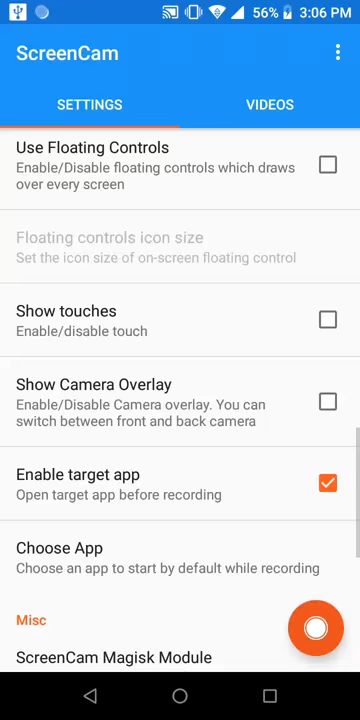 56% 3:06 PM
ScreenCam
SETTINGS VIDEOS
Use Floating Controls
Enable/Disable floating controls which draws
over every screen
Floating controls icon size
Set the icon size of on-screen floating control
Show touches
Enable/disable touch
Show Camera Overlay
Enable/Disable Camera overlay. You can
switch between front and back camera
Enable target app
Open target app before recording
Choose App
Choose an app to start by default while recording
Misc
ScreenCam Magisk Module